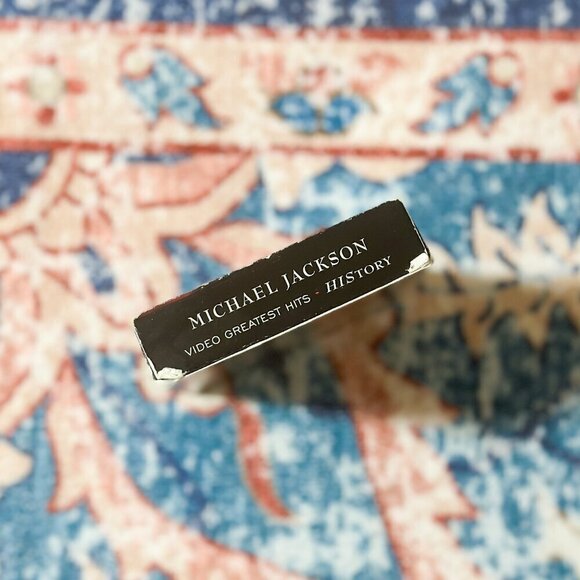 MICHAEL JACKSON
VIDEO GREATEST HITS - HIStory